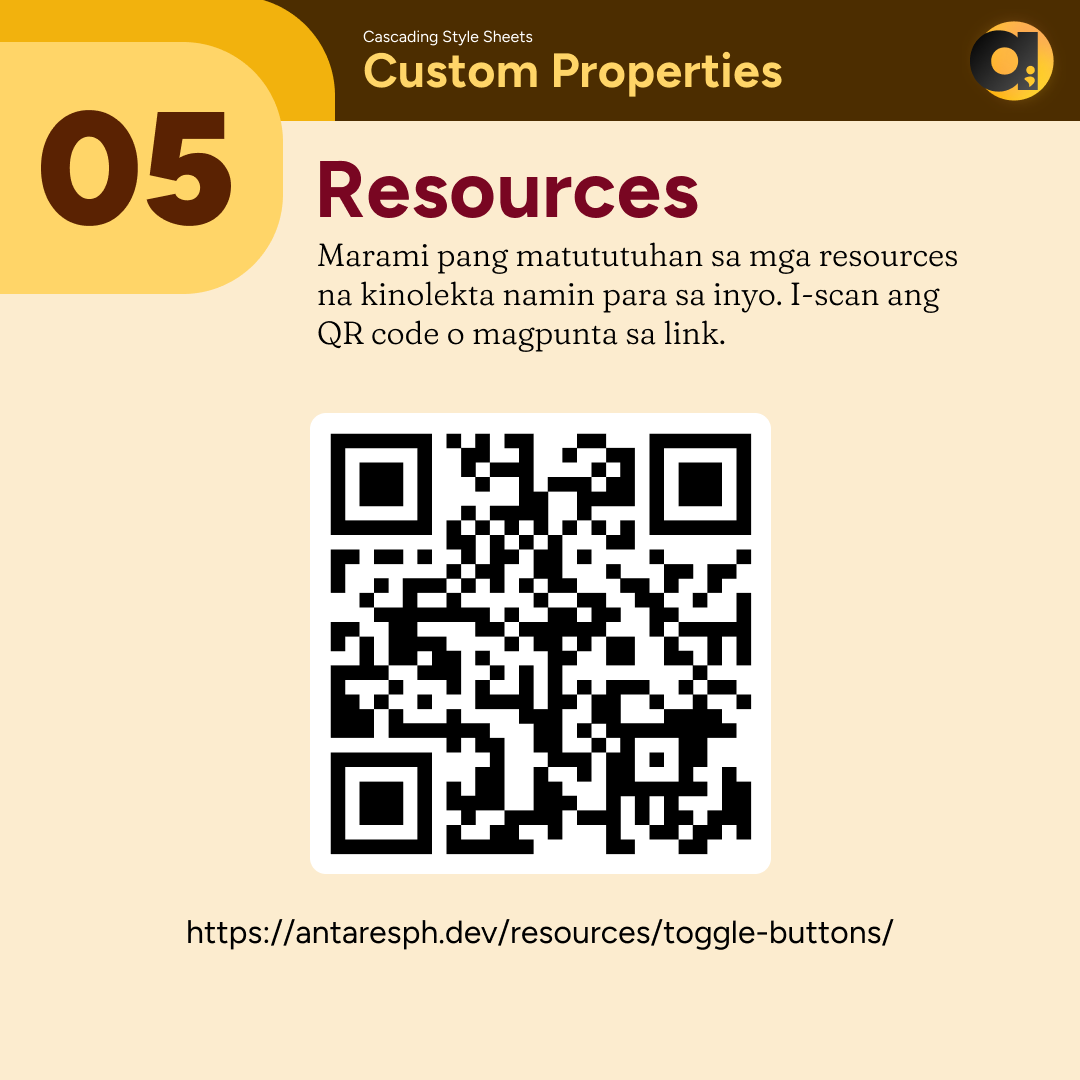 05
Cascading Style Sheets
Custom Properties
a;
Resources
Marami pang matututuhan sa mga resources
na kinolekta namin para sa inyo. I-scan ang
QR code o magpunta sa link.
https://antaresph.dev/resources/toggle-buttons/